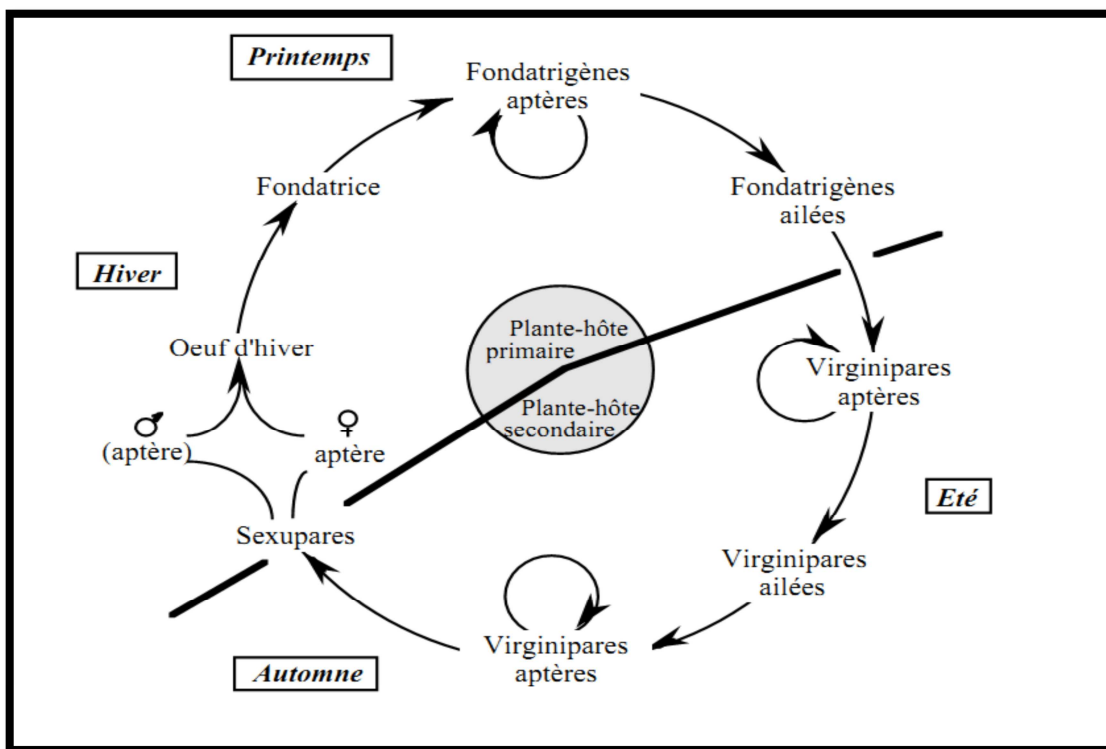 Printemps
Fondatrigènes
aptères
Fondatrice
Fondatrigènes
ailées
Hiver
Plante-hôte
primaire
Oeuf d'hiver
Virginipares
aptères
Plante-hôte
secondaire
♂
(aptère)
♀
aptère
Eté
Sexupares
Virginipares
ailées
Virginipares
aptères
Automne